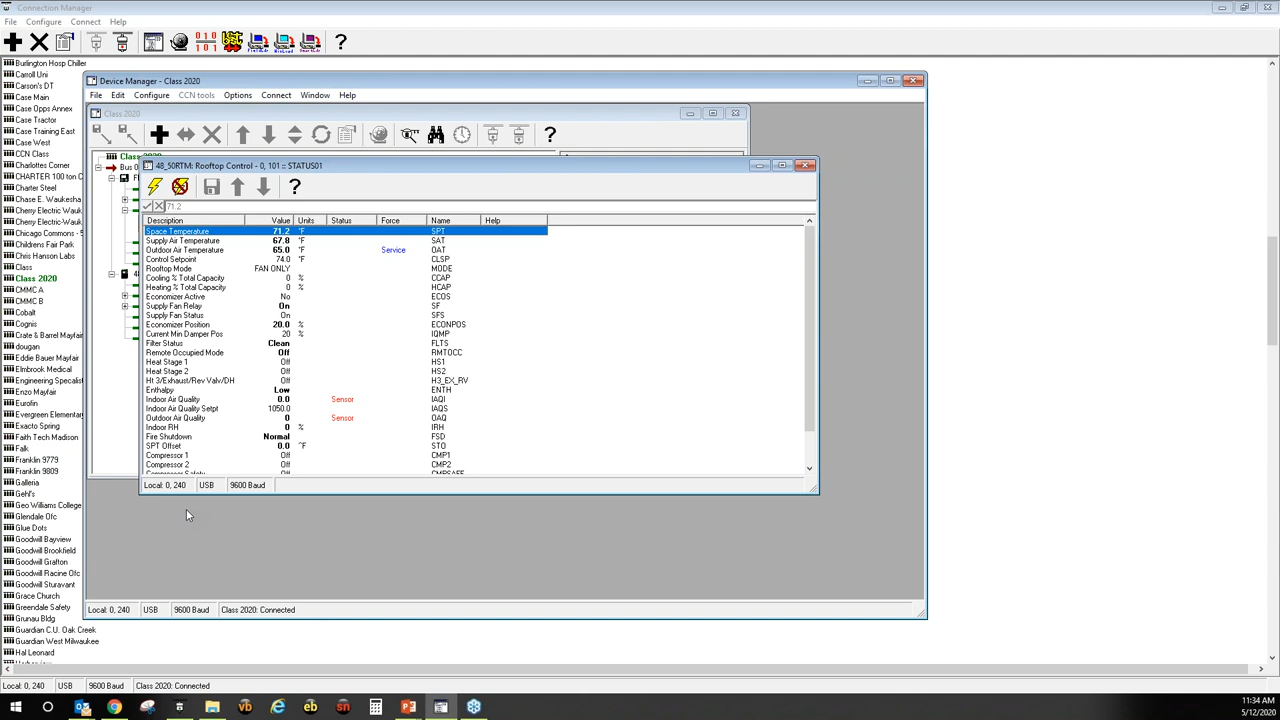 Connection Manager
File Configure Connect Help
Burlington Hosp Chiller
Carroll Uni
Carson's DT
Case Main
Case Opps Annex
Case Tractor
Case Training East
Case West
CCN Class
Charlottes Corner
CHARTER 100 ton C
Charter Steel
Chase E. Waukesha
Cherry Electric Wauk
Cherry Electric Wauk
Chicago Commons - S
Childrens Fair Park
Chris Hanson Labs
Class
Class 2020
CMMC A
CMMC B
Cobalt
Cognis
Crate & Barrel Mayfair
dougan
Eddie Bauer Mayfair
Elmbrook Medical
Engineering Specialist
Enzo Mayfair
Eurofin
Evergreen Elementary
Exacto Spring
Faith Tech Madison
Falk
Franklin 9779
Franklin 9809
Galleria
Gehl's
Geo Williams College
Glendale Ofc
Glue Dots
Goodwill Bayview
Goodwill Brookfield
Goodwill Grafton
Goodwill Racine Ofc
Goodwill Sturavant
Grace Church
Greendale Safety
Grunau Bldg
Guardian C.U. Oak Creek
Guardian West Milwaukee
Hal Leonard
Device Manager - Class 2020
File Edit Configure CCN tools Options Connect Window Help
Class 2020
Class 2020
Bus 0
48_50RTM: Rooftop Control - 0, 101 :: STATUS01
71.2
Description Value Units Status Force Name Help
Space Temperature 71.2 °F SPT
Supply Air Temperature 67.8 °F SAT
Outdoor Air Temperature 65.0 °F Service OAT
Control Setpoint 74.0 °F CLSP
Rooftop Mode FAN ONLY MODE
Cooling % Total Capacity 0 % CCAP
Heating % Total Capacity 0 % HCAP
Economizer Active No ECOS
Supply Fan Relay On SF
Supply Fan Status On SFS
Economizer Position 20.0 % ECONPOS
Current Min Damper Pos 20 % IQMP
Filter Status Clean FLTS
Remote Occupied Mode Off RMTOCC
Heat Stage 1 Off HS1
Heat Stage 2 Off HS2
Ht 3/Exhaust/Rev Valv/DH Off H3_EX_RV
Enthalpy Low ENTH
Indoor Air Quality 0.0 Sensor IAQI
Indoor Air Quality Setpt 1050.0 IAQS
Outdoor Air Quality 0 Sensor OAQ
Indoor RH 0 % IRH
Fire Shutdown Normal FSD
SPT Offset 0.0 ^F STO
Compressor 1 Off CMP1
Compressor 2 Off CMP2
Compressor Safety Off CMPSAFE
Local: 0, 240 USB 9600 Baud
Local: 0, 240 USB 9600 Baud Class 2020: Connected
Local: 0, 240 USB 9600 Baud Class 2020: Connected
11:34 AM
5/12/2020